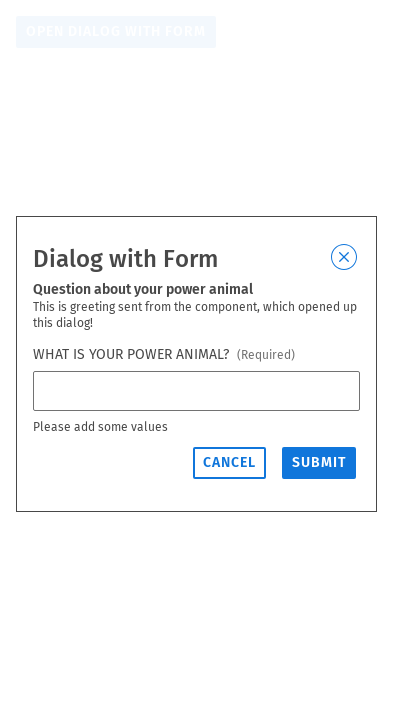 OPEN DIALOG WITH FORM
Dialog with Form
Question about your power animal
This is greeting sent from the component, which opened up
this dialog!
WHAT IS YOUR POWER ANIMAL? (Required)
Please add some values
CANCEL SUBMIT